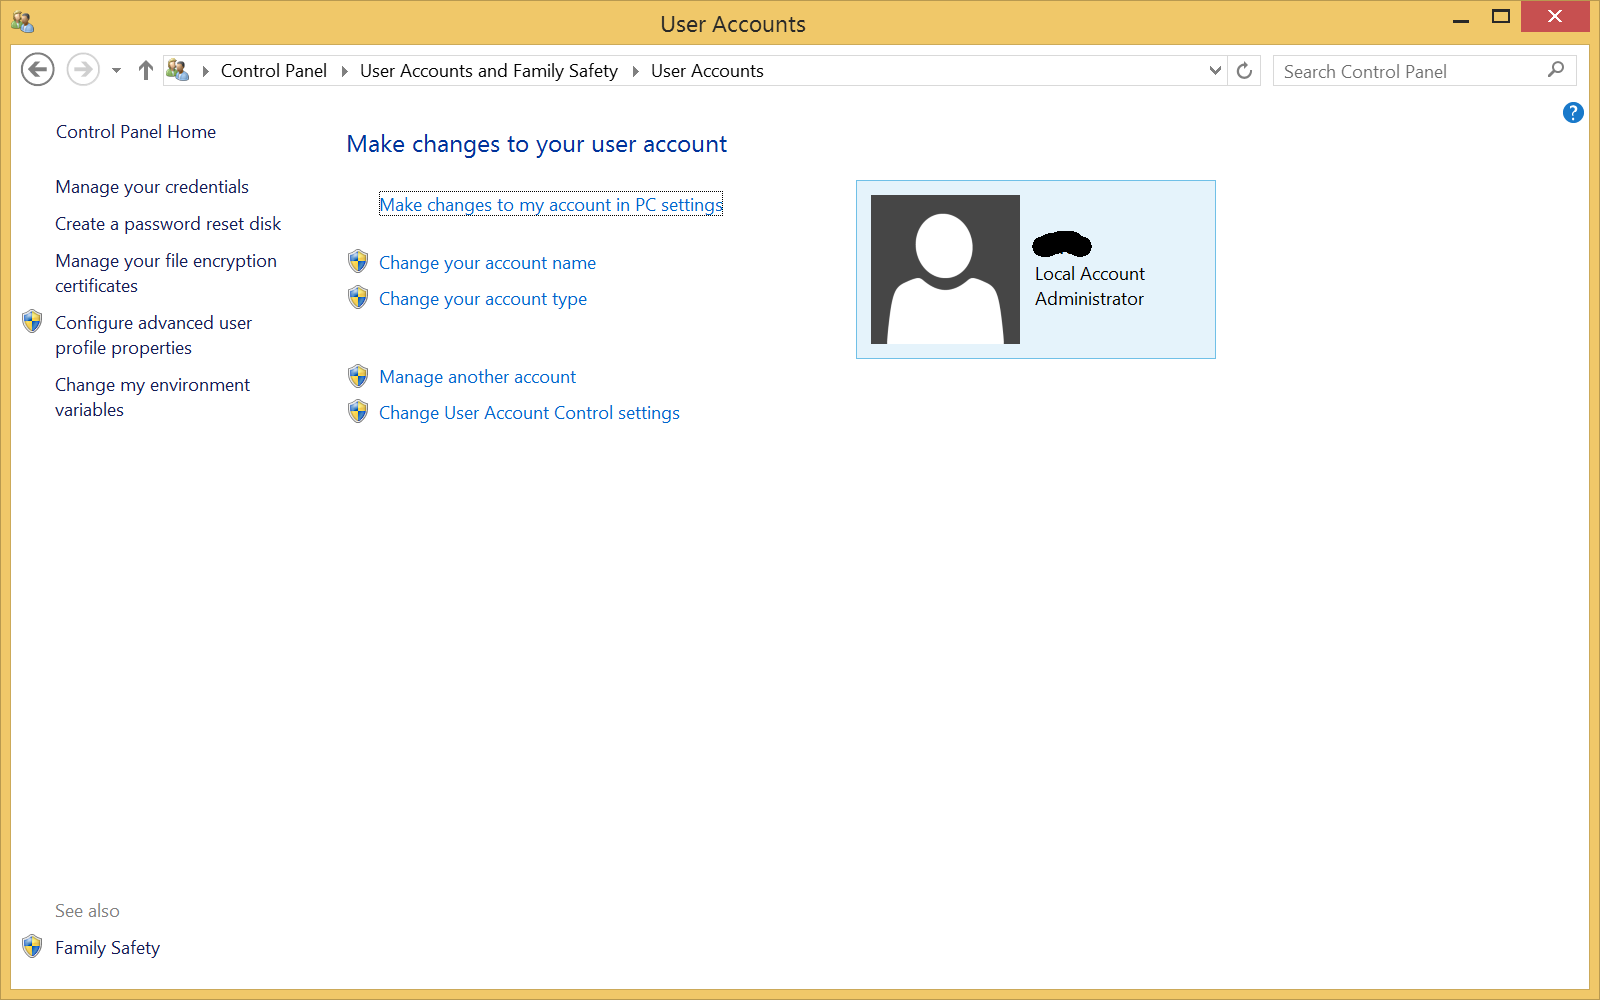 User Accounts
Control Panel
User Accounts and Family Safety
User Accounts
Search Control Panel
?
Control Panel Home
Manage your credentials
Create a password reset disk
Manage your file encryption
certificates
Configure advanced user
profile properties
Change my environment
variables
Make changes to your user account
Make changes to my account in PC settings
Change your account name
Change your account type
Manage another account
Change User Account Control settings
Local Account
Administrator
See also
Family Safety